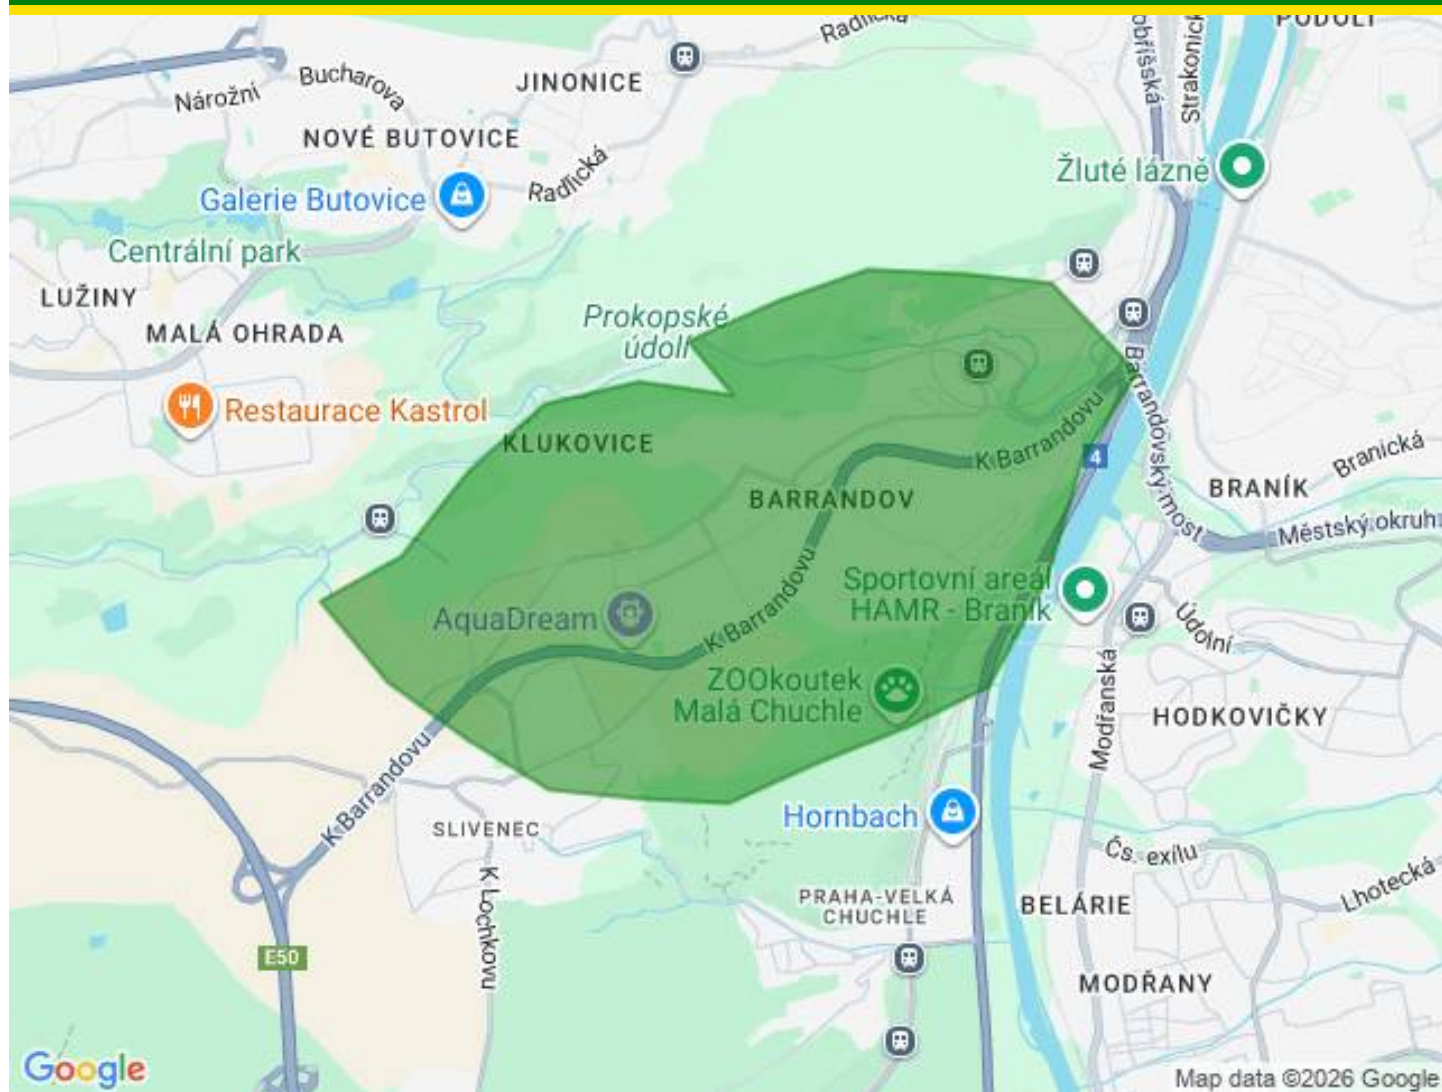 Radlická
PODOLÍ
Bucharova
JINONICE
Nárožní
obříšská
Strakonick
NOVÉ BUTOVICE
Radlická
Žluté lázně
Galerie Butovice
Centrální park
LUŽINY
MALÁ OHRADA
Prokopské
údolí
Restaurace Kastrol
KLUKOVICE
K Barrandovu
Barrandovský most
4
Branická
BARRANDOV
BRANÍK
Městský okruh
Sportovní areál
HAMR - Braník
AquaDream
K Barrandovu
Údolní
ZOOkoutek
Malá Chuchle
Modřanská
HODKOVIČKY
K Barrandovu
SLIVENEC
Hornbach
Čs. exilu
K Lochkovu
PRAHA-VELKÁ
CHUCHLE
BELÁRIE
Lhotecká
E50
MODŘANY
Google
Map data ©2026 Google